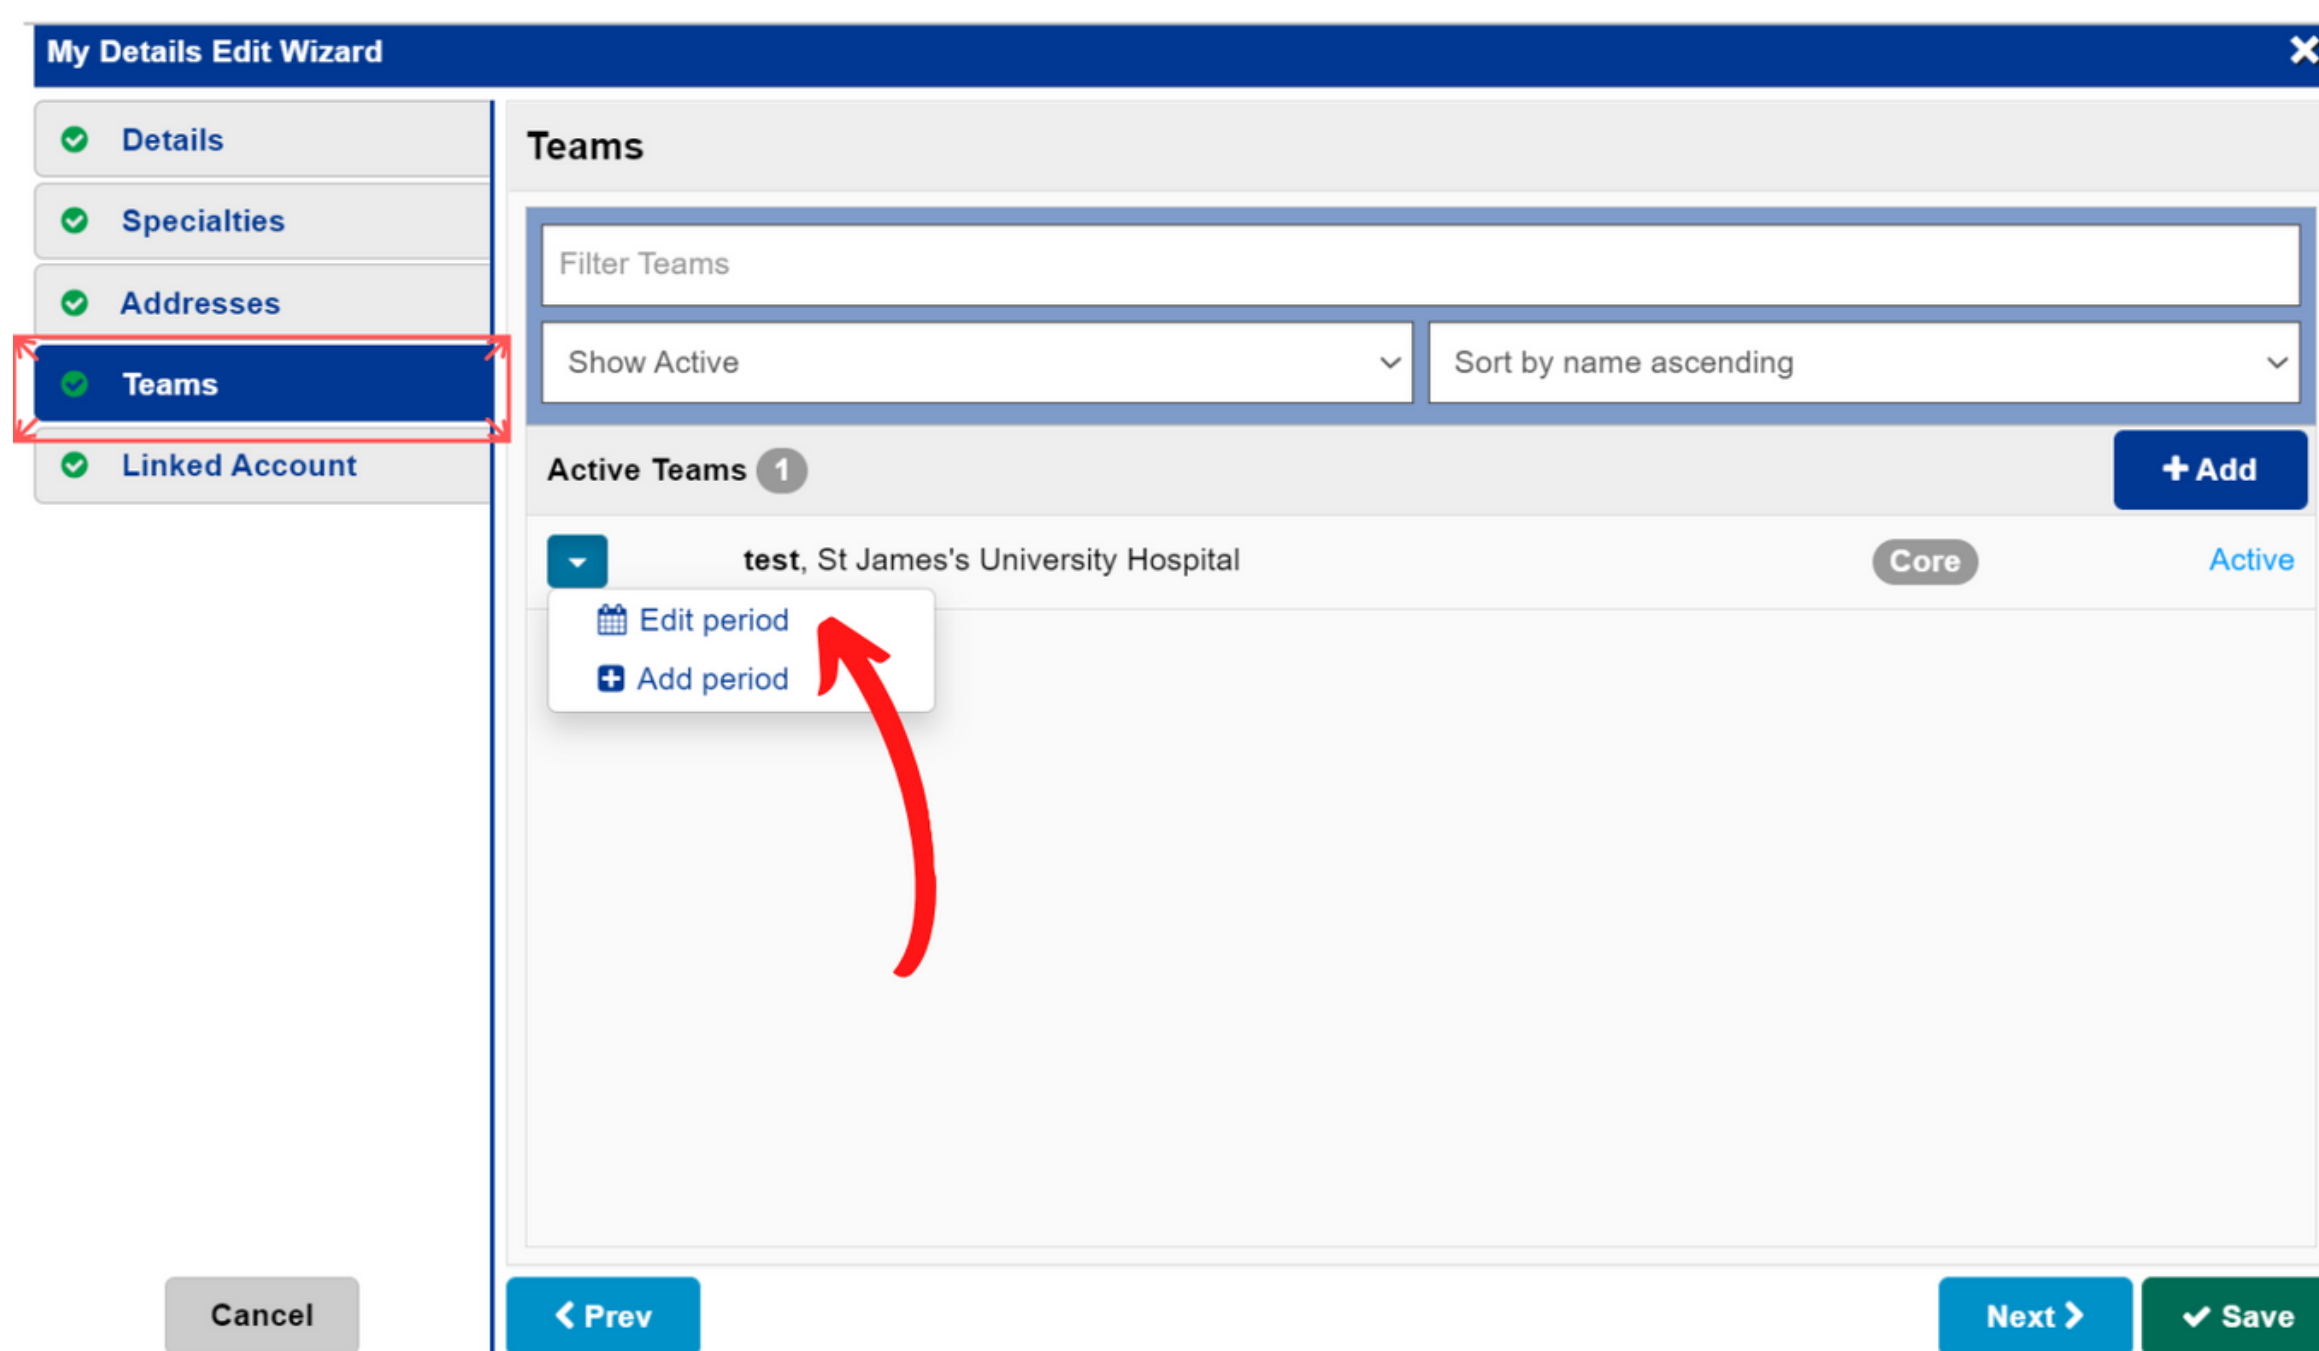 My Details Edit Wizard
Details
Specialties
Addresses
Teams
Linked Account
Teams
Filter Teams
Show Active
Sort by name ascending
Active Teams 1
Add
test, St James's University Hospital
Core
Active
Edit period
Add period
Cancel
Prev
Next
Save